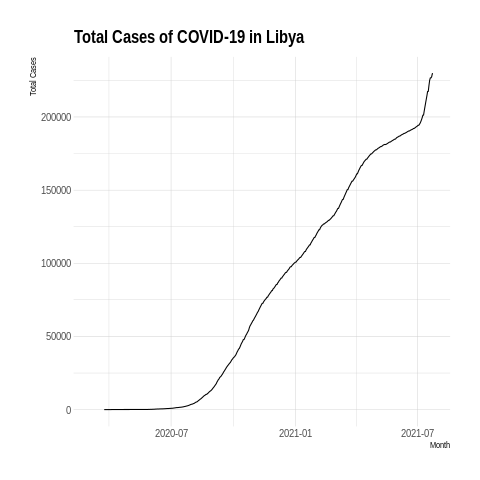 Total Cases of COVID-19 in Libya
Total Cases
200000
150000
100000
50000
0
2020-07
2021-01
2021-07
Month